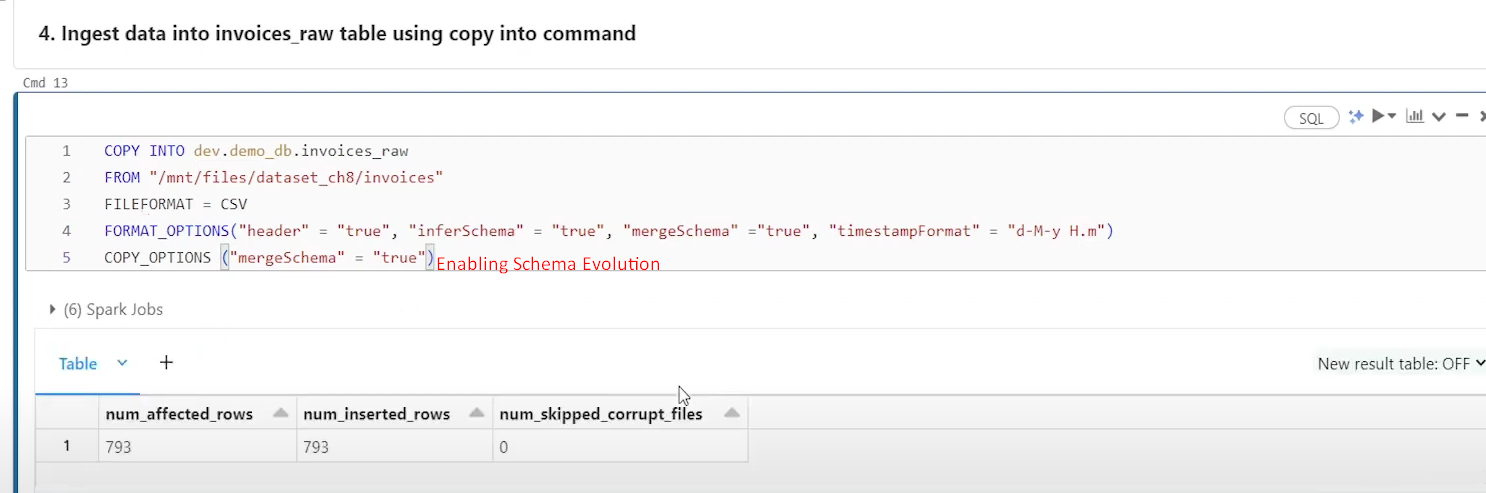 4. Ingest data into invoices_raw table using copy into command
Cmd 13
SQL
1 COPY INTO dev.demo_db.invoices_raw
2 FROM "/mnt/files/dataset_ch8/invoices"
3 FILEFORMAT = CSV
4 FORMAT_OPTIONS("header" = "true", "inferSchema" = "true", "mergeSchema" ="true", "timestampFormat" = "d-M-y H.m")
5 COPY_OPTIONS ("mergeSchema" = "true") Enabling Schema Evolution
(6) Spark Jobs
Table +
New result table: OFF
num_affected_rows num_inserted_rows num_skipped_corrupt_files
1 793 793 0